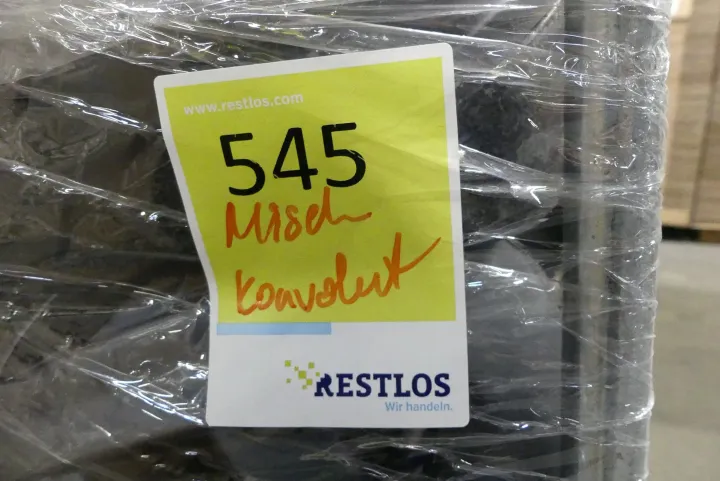 www.restlos.com
545
Misch
Konvolut
RESTLOS
Wir handeln.